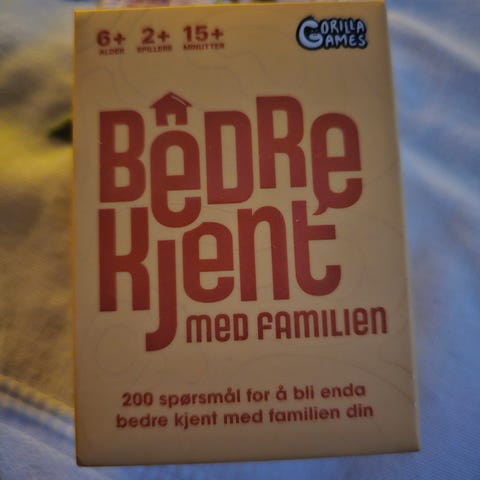 6+ 2+ 15+
ALDER SPILLERE MINUTTER
GORILLA
GAMES
BEDRE
KJENT
MED FAMILIEN
200 spørsmål for å bli enda
bedre kjent med familien din